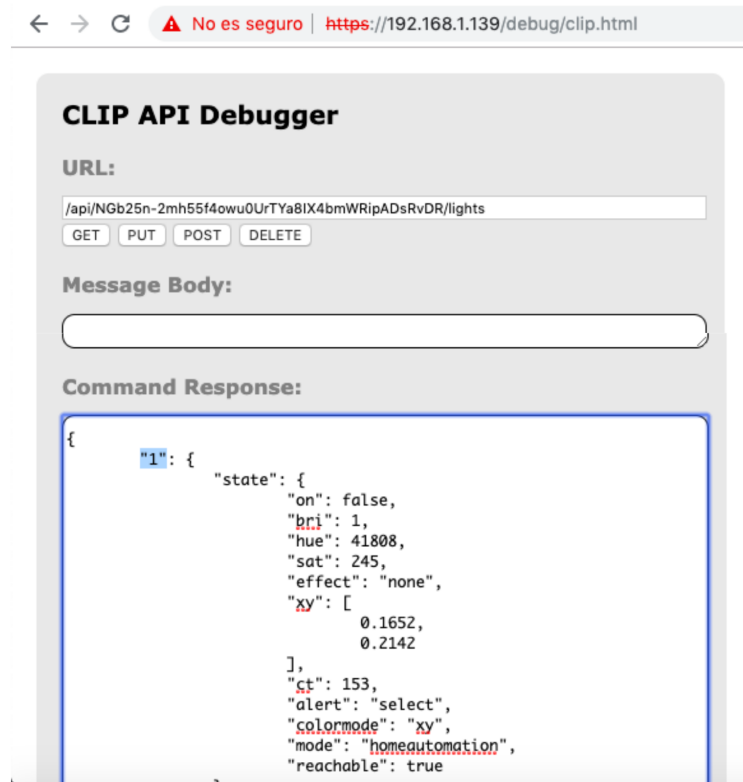 No es seguro | https://192.168.1.139/debug/clip.html
CLIP API Debugger
URL:
/api/NGb25n-2mh55f4owu0UrTYa8IX4bmWRipADsRvDR/lights
GET PUT POST DELETE
Message Body:
Command Response:
{
"1": {
"state": {
"on": false,
"bri": 1,
"hue": 41808,
"sat": 245,
"effect": "none",
"xy": [
0.1652,
0.2142
],
"ct": 153,
"alert": "select",
"colormode": "xy",
"mode": "homeautomation",
"reachable": true